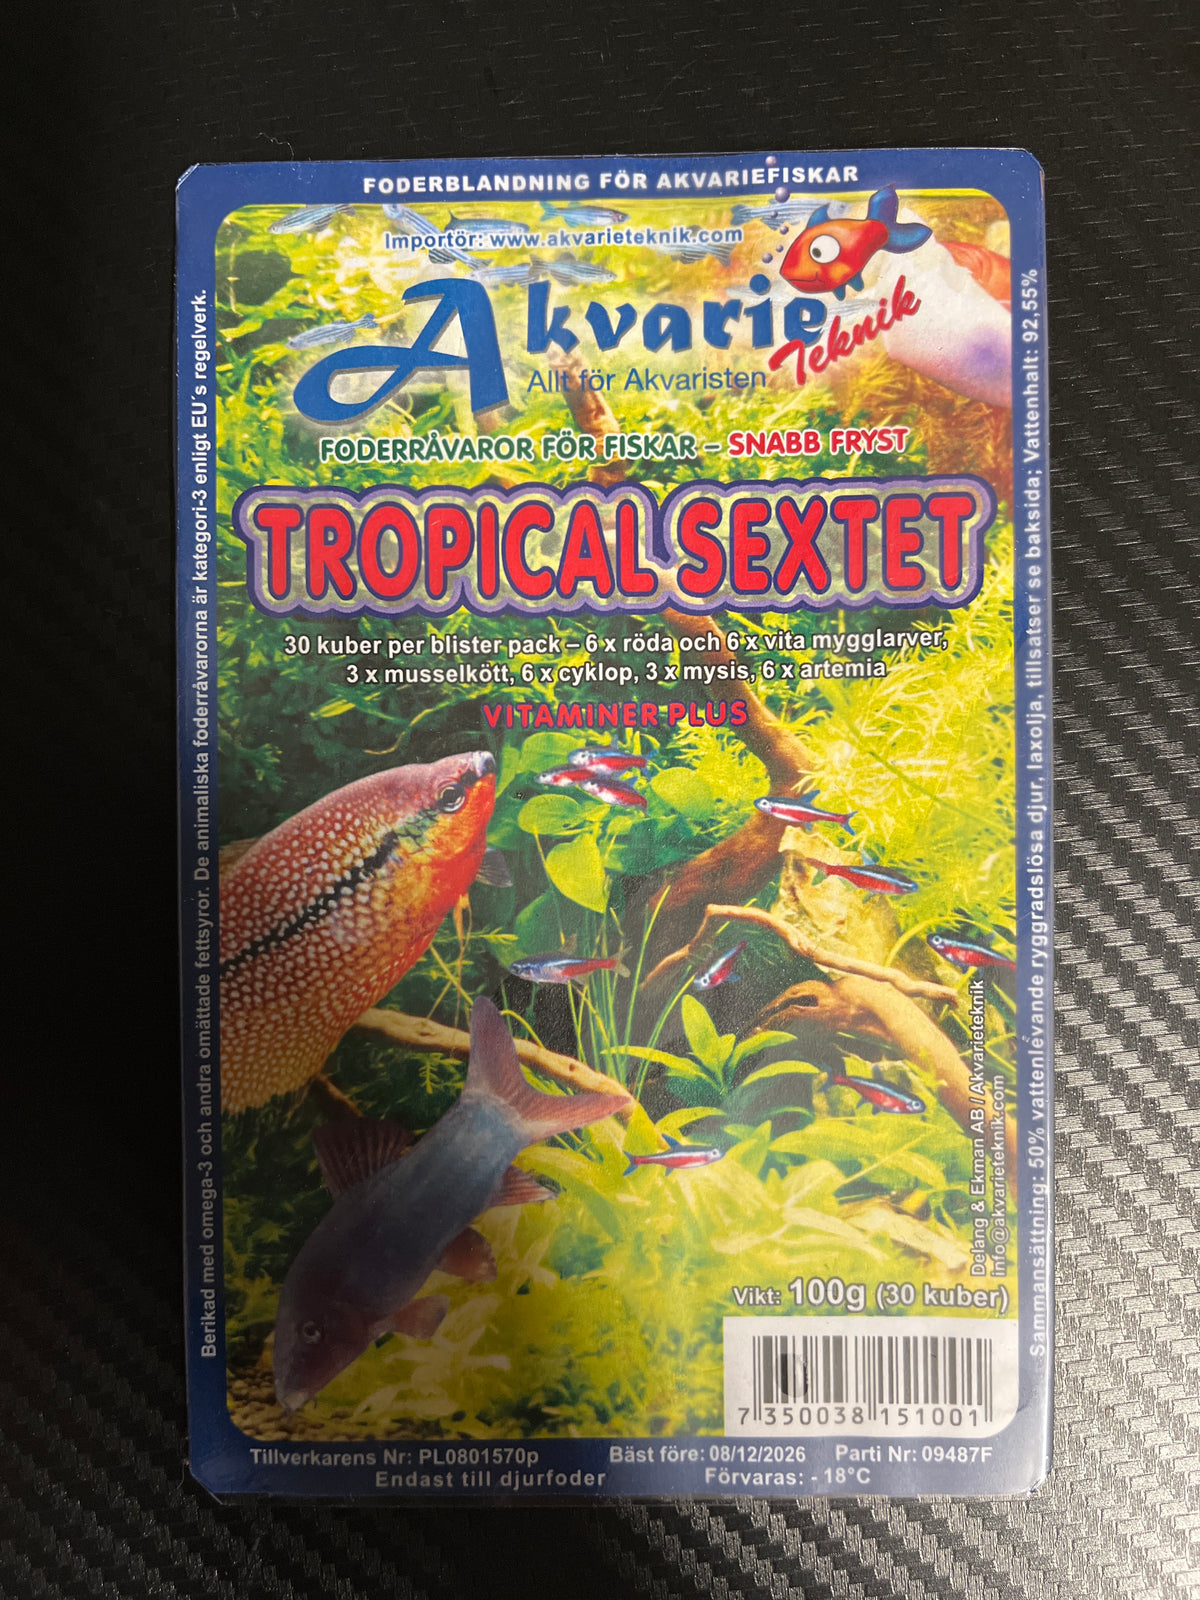 FODERBLANDNING FÖR AKVARIEFISKAR
Importör: www.akvarieteknik.com
Akvarie
Teknik
Allt för Akvaristen
FODERRÅVAROR FÖR FISKAR – SNABB FRYST
TROPICAL SEXTET
30 kuber per blister pack – 6 x röda och 6 x vita mygglarver,
3 x musselkött, 6 x cyklop, 3 x mysis, 6 x artemia
VITAMINER PLUS
Berikad med omega-3 och andra omättade fettsyror. De animaliska foderråvarorna är kategori-3 enligt EU´s regelverk.
Sammansättning: 50% vattenlevande ryggradslösa djur, laxolja, tillsatser se baksida; Vattenhalt: 92,55%
Delang & Ekman AB / Akvarieteknik
info@akvarieteknik.com
Vikt: 100g (30 kuber)
7 350038 151001
Tillverkarens Nr: PL0801570p
Bäst före: 08/12/2026
Parti Nr: 09487F
Endast till djurfoder
Förvaras: - 18°C